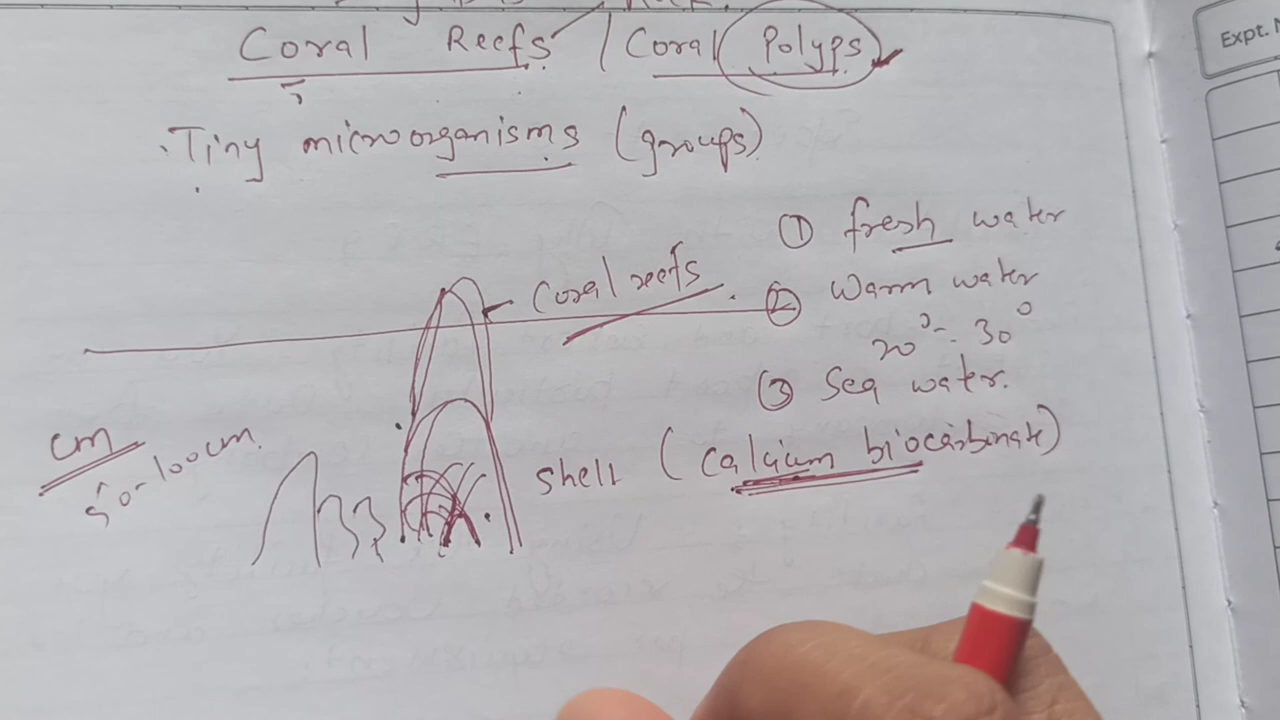 Coral Reefs / Coral Polyps
Tiny microorganisms (groups)
① fresh water
Coral reefs
② Warm water
20° - 30°
③ Sea water.
cm
50-100cm.
shell (Calcium biocarbinate)
Expt.